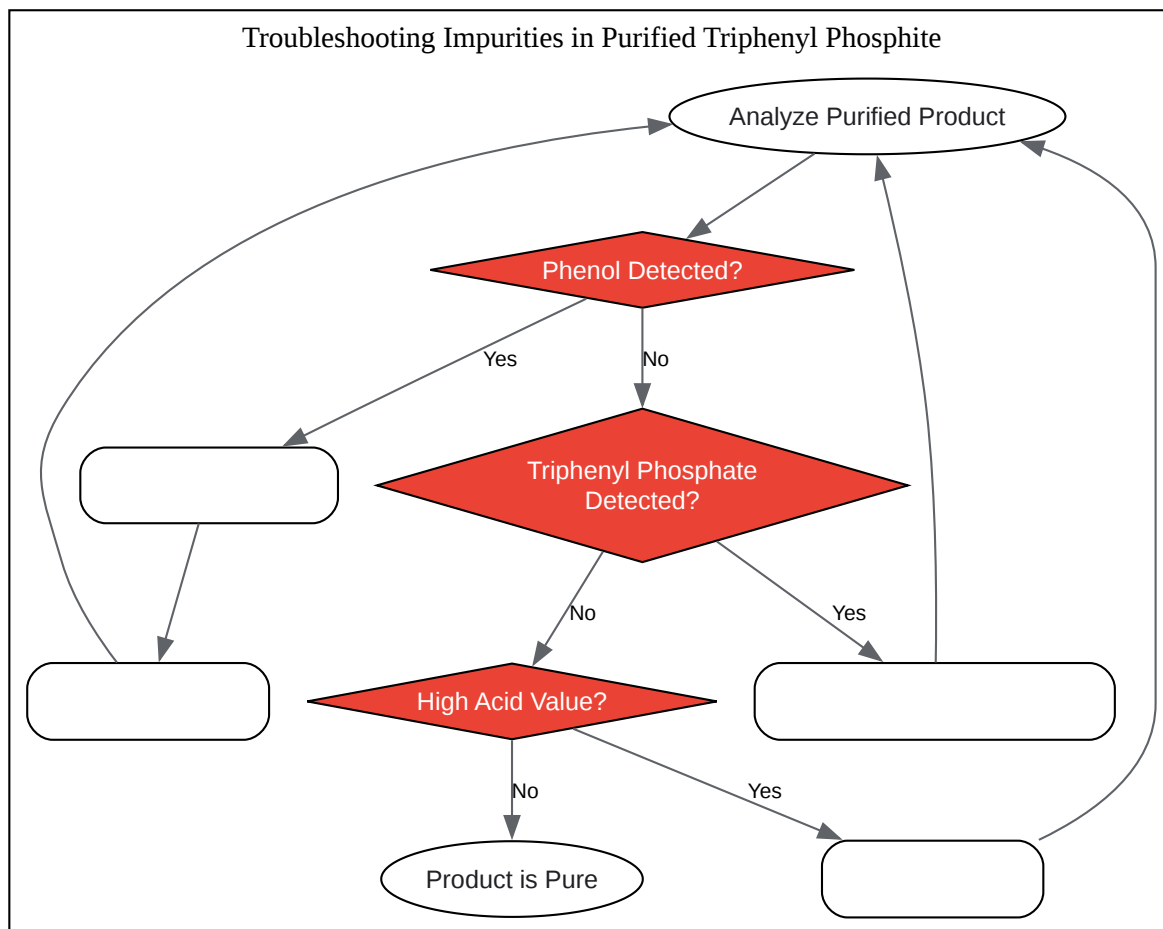 Troubleshooting Impurities in Purified Triphenyl Phosphite
Analyze Purified Product
Phenol Detected?
Yes
No
Triphenyl Phosphate
Detected?
No
Yes
High Acid Value?
No
Yes
Product is Pure